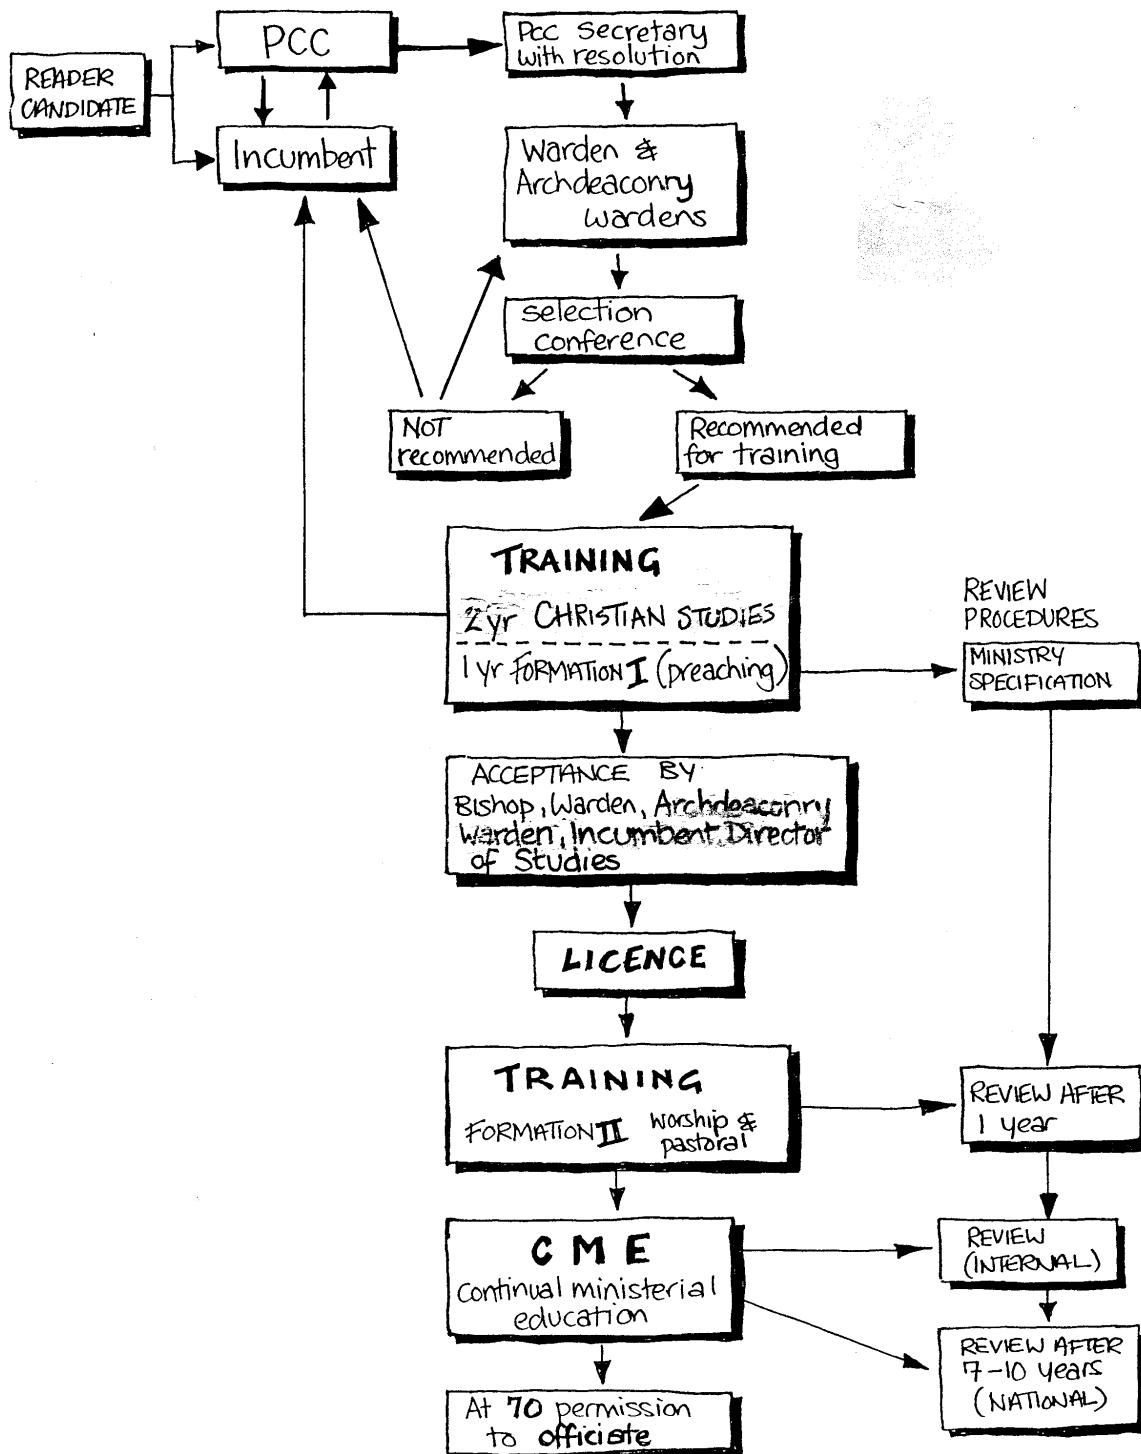 PCC
PCC Secretary
with resolution
READER
CANDIDATE
Incumbent
Warden &
Archdeaconry
Wardens
Selection
conference
NOT
recommended
Recommended
for training
TRAINING
2 yr CHRISTIAN STUDIES
1 yr FORMATION I (preaching)
REVIEW
PROCEDURES
MINISTRY
SPECIFICATION
ACCEPTANCE BY
Bishop, Warden, Archdeaconry
Warden, Incumbent, Director
of Studies
LICENCE
TRAINING
FORMATION II Worship &
pastoral
REVIEW AFTER
1 year
CME
continual ministerial
education
REVIEW
(INTERNAL)
REVIEW AFTER
7-10 years
(NATIONAL)
At 70 permission
to officiate